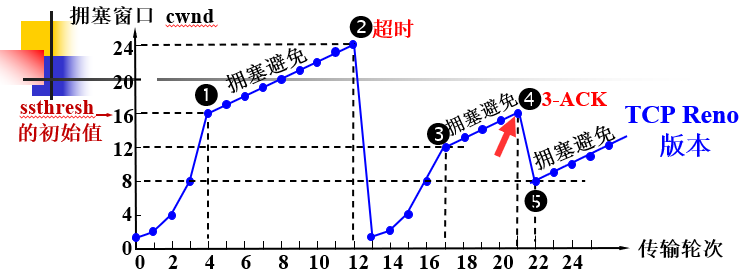 拥塞窗口 cwnd
❷超时
24
20
ssthresh
的初始值
16
12
8
4
0
❶
拥塞避免
❸
拥塞避免
❹
3-ACK
TCP Reno
版本
拥塞避免
❺
0 2 4 6 8 10 12 14 16 18 20 22 24
传输轮次